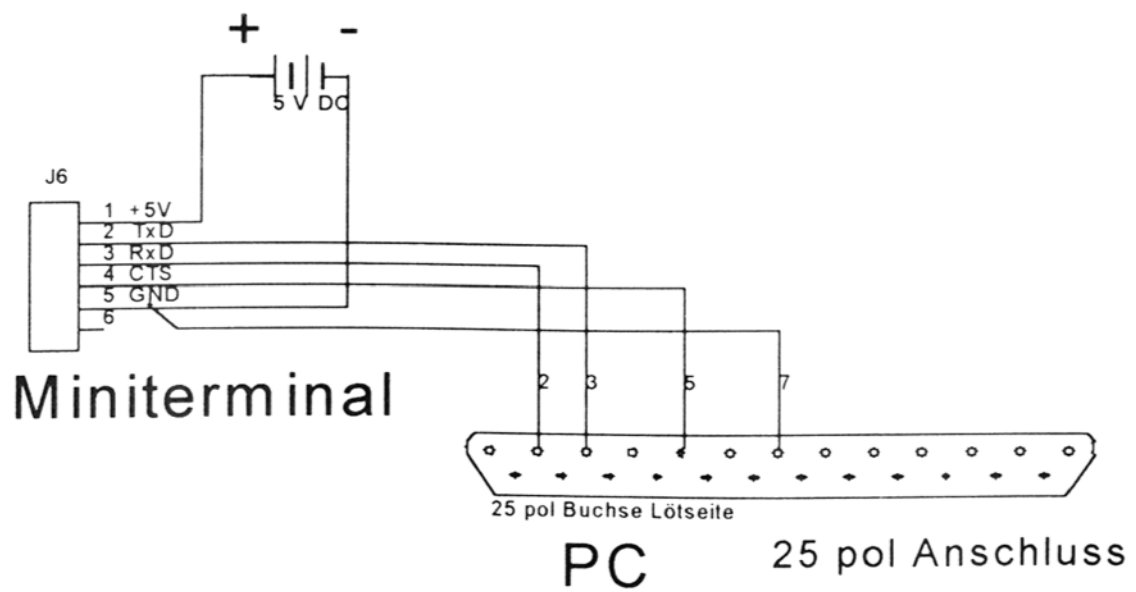 + -
5 V DC
J6
1 +5V
2 TxD
3 RxD
4 CTS
5 GND
6
Miniterminal
2 3 5 7
25 pol Buchse Lötseite
PC
25 pol Anschluss